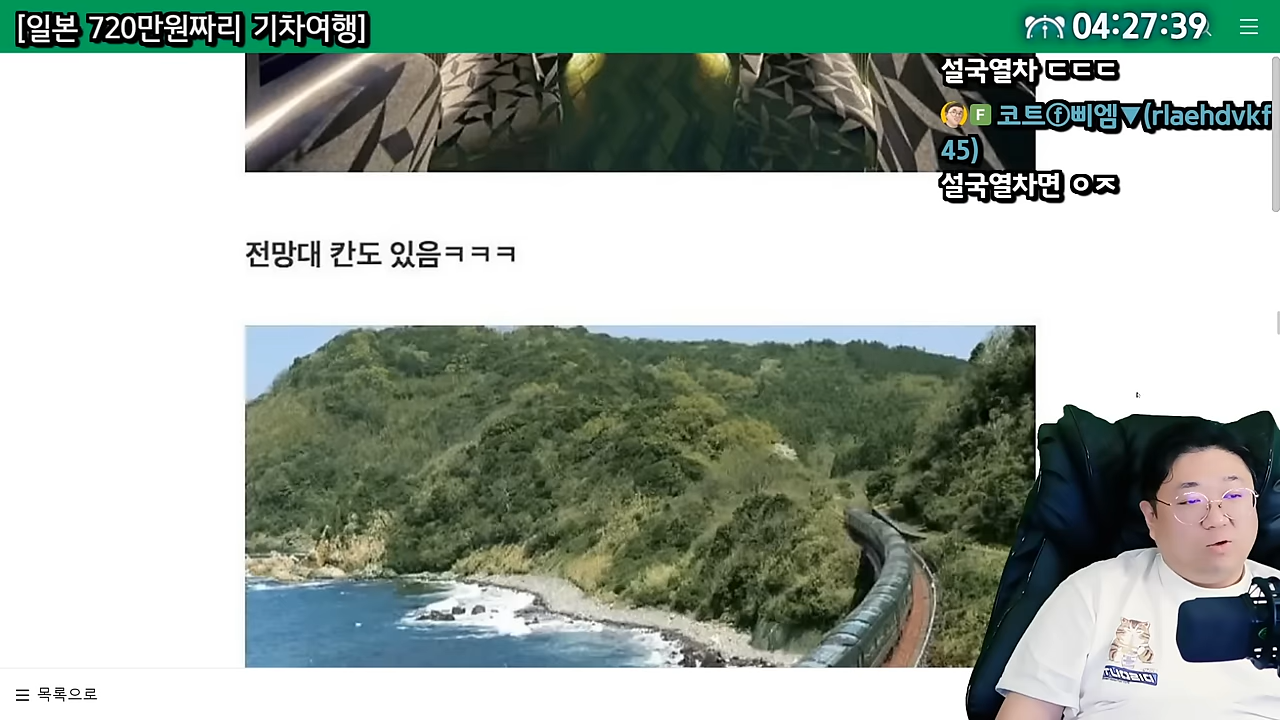 [일본 720만원짜리 기차여행]
04:27:39
설국열차 ㄷㄷㄷ
F 코트ⓕ삐엠▼(rlaehdvkf
45)
설국열차면 ㅇㅈ
전망대 칸도 있음ㅋㅋㅋ
목록으로